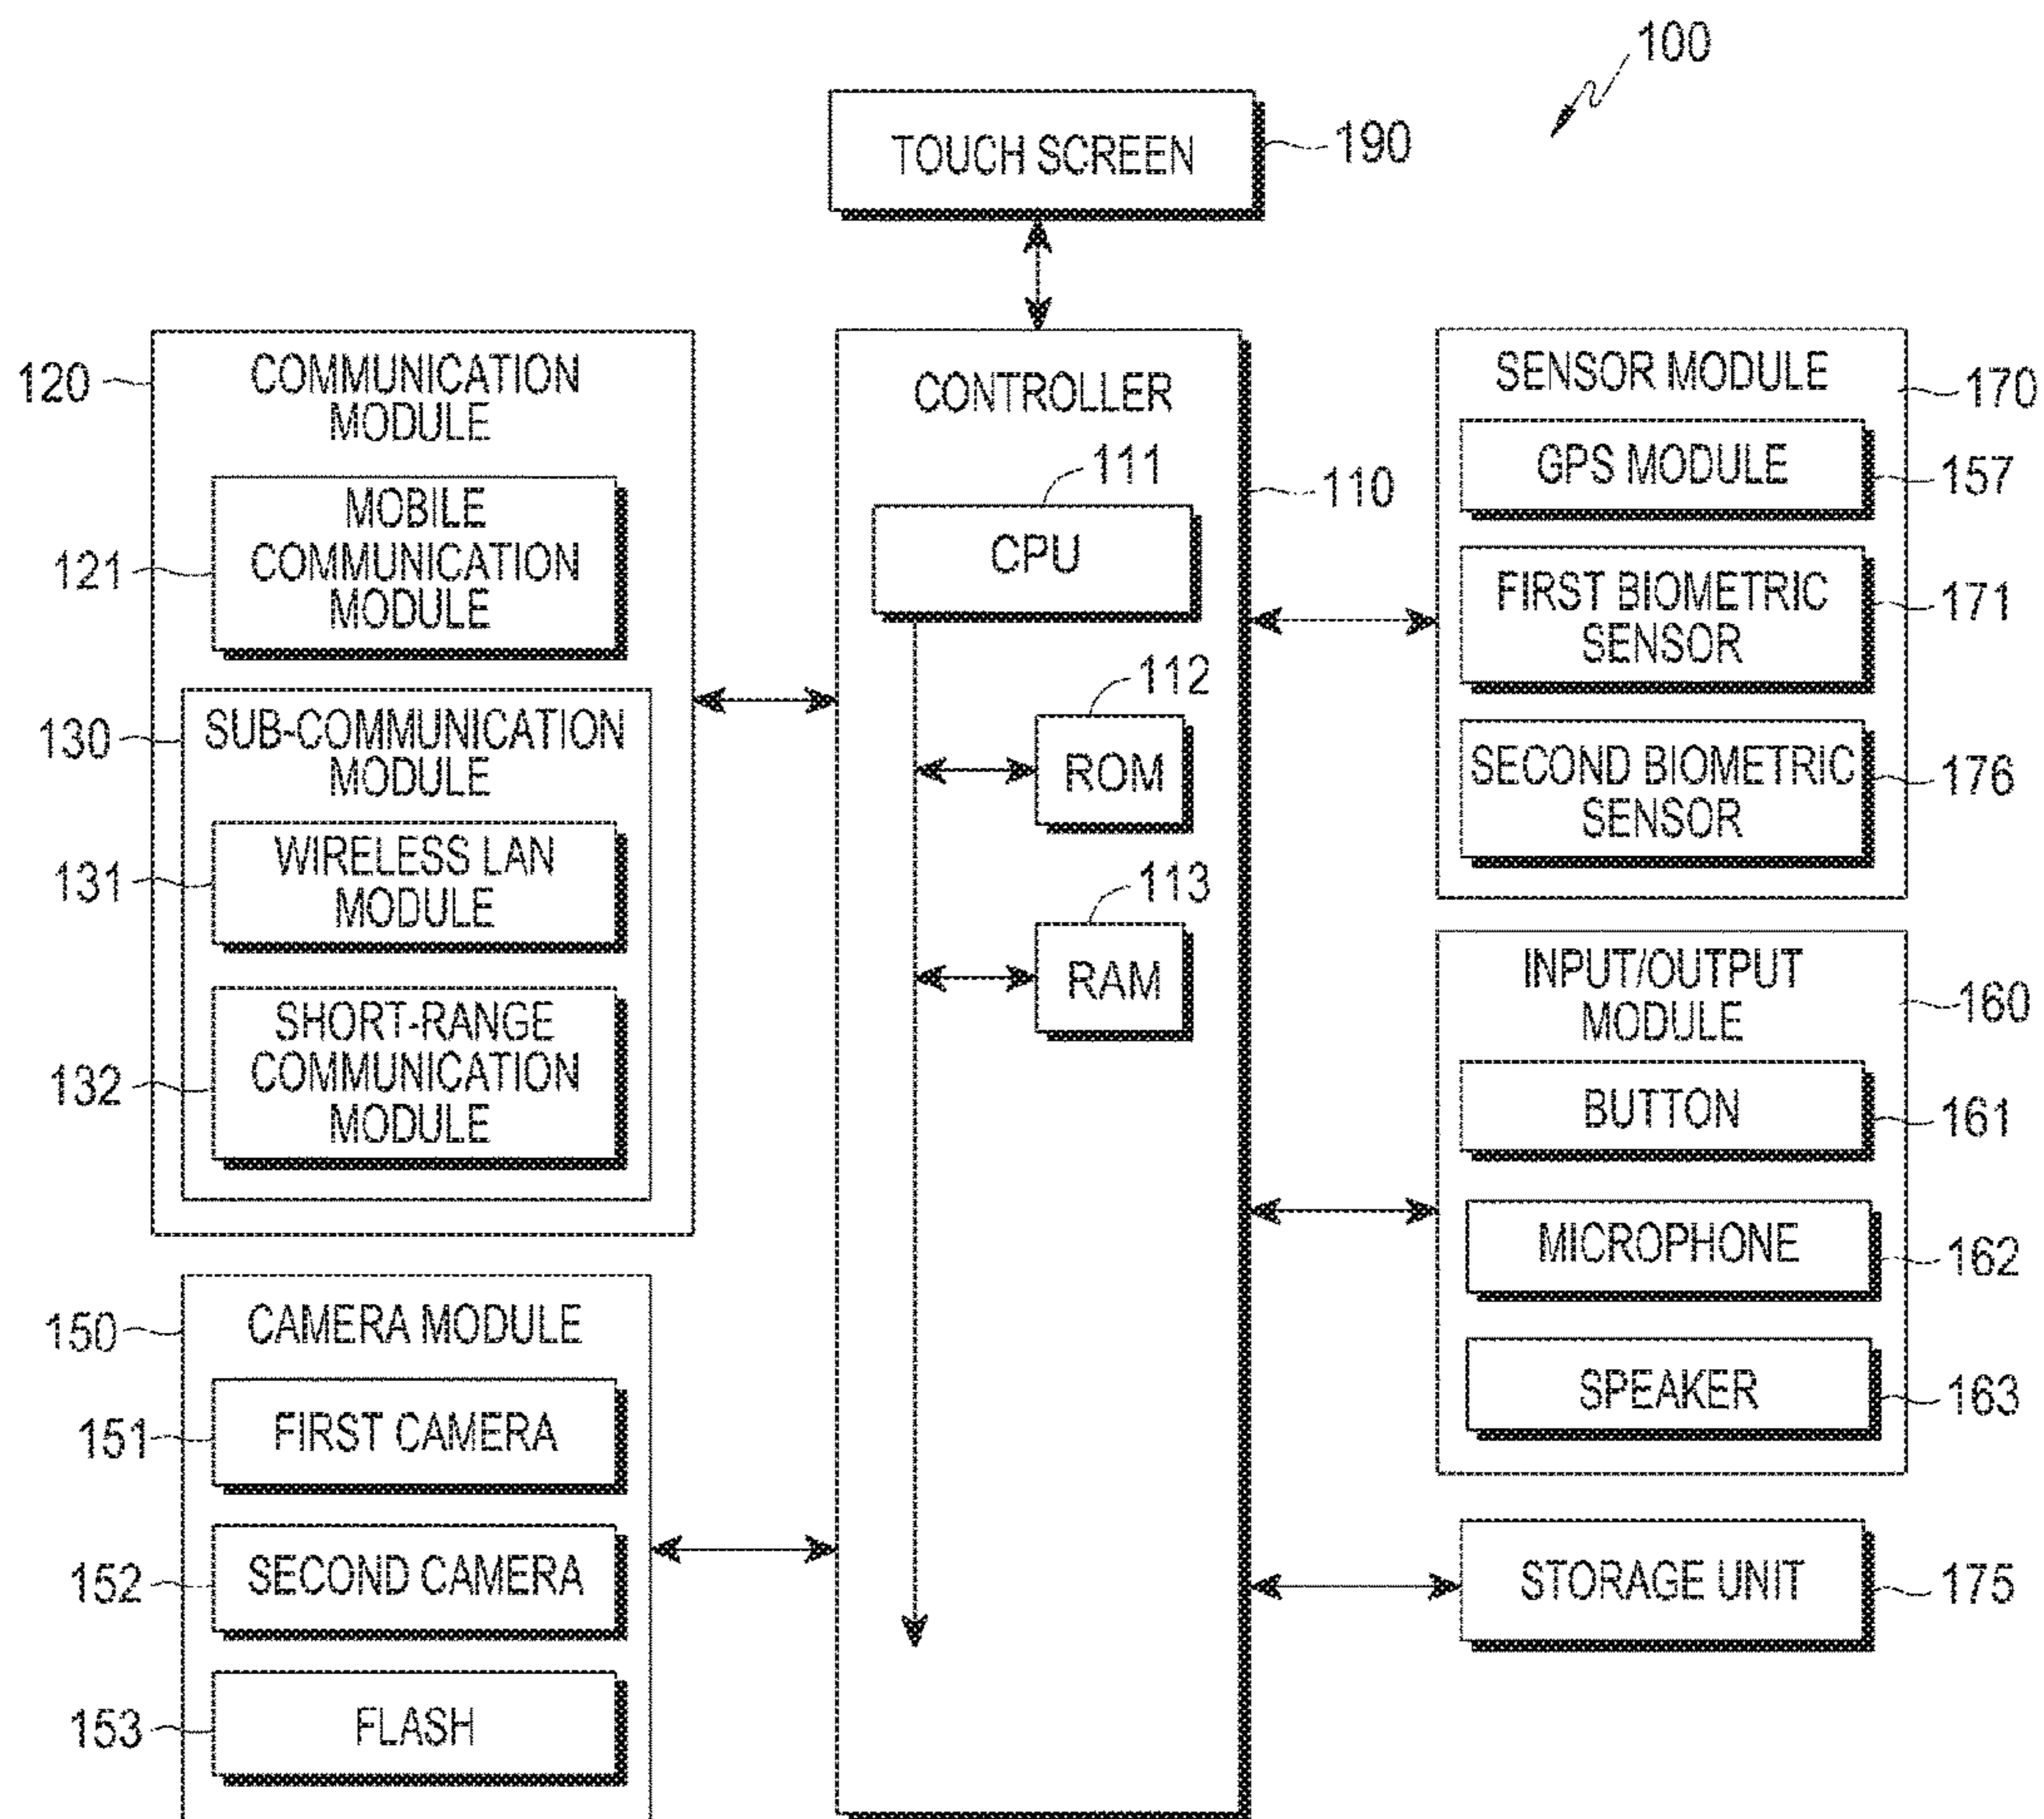 100
TOUCH SCREEN
190
120
COMMUNICATION
MODULE
MOBILE
COMMUNICATION
MODULE
121
130
SUB-COMMUNICATION
MODULE
WIRELESS LAN
MODULE
131
SHORT-RANGE
COMMUNICATION
MODULE
132
150
CAMERA MODULE
151
FIRST CAMERA
152
SECOND CAMERA
153
FLASH
CONTROLLER
110
111
CPU
112
ROM
113
RAM
SENSOR MODULE
170
GPS MODULE
157
FIRST BIOMETRIC
SENSOR
171
SECOND BIOMETRIC
SENSOR
176
INPUT/OUTPUT
MODULE
160
BUTTON
161
MICROPHONE
162
SPEAKER
163
STORAGE UNIT
175